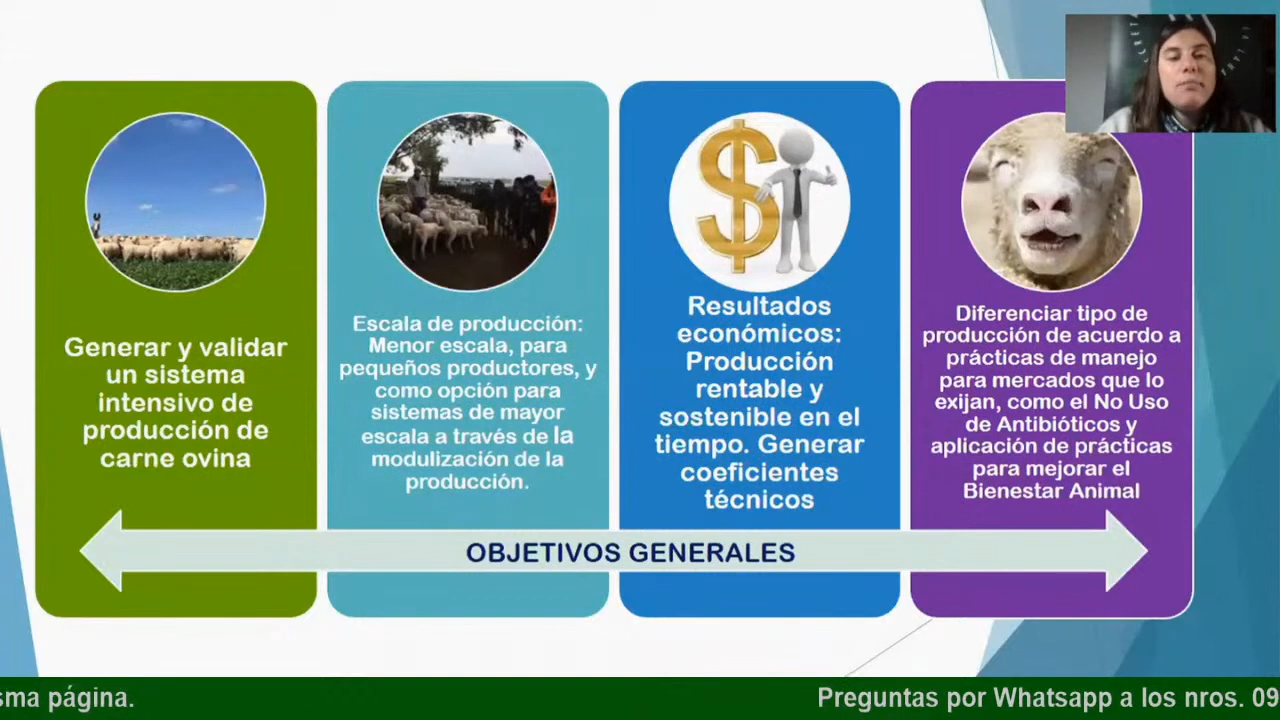 Generar y validar
un sistema
intensivo de
producción de
carne ovina
Escala de producción:
Menor escala, para
pequeños productores, y
como opción para
sistemas de mayor
escala a través de la
modulización de la
producción.
Resultados
económicos:
Producción
rentable y
sostenible en el
tiempo. Generar
coeficientes
técnicos
Diferenciar tipo de
producción de acuerdo a
prácticas de manejo
para mercados que lo
exijan, como el No Uso
de Antibióticos y
aplicación de prácticas
para mejorar el
Bienestar Animal
OBJETIVOS GENERALES
sma página.
Preguntas por Whatsapp a los nros. 09